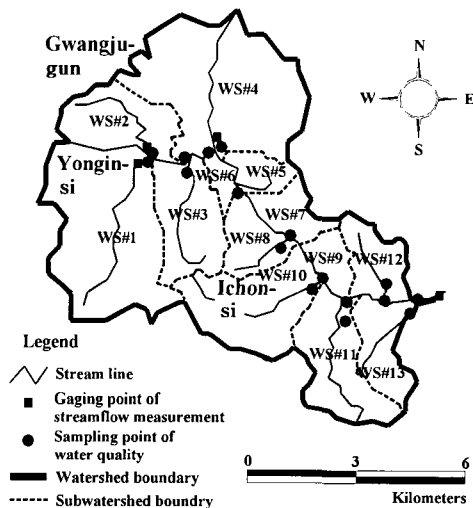 Gwangju-
gun
N
WS#4
W
E
WS#2
S
Yongin-
si
WS#5
WS#6
WS#1
WS#3
WS#7
WS#8
WS#9
WS#12
WS#10
Ichon-
si
WS#11
WS#13
Legend
Stream line
Gaging point of
streamflow measurement
Sampling point of
water quality
Watershed boundary
Subwatershed boundry
0
3
6
Kilometers